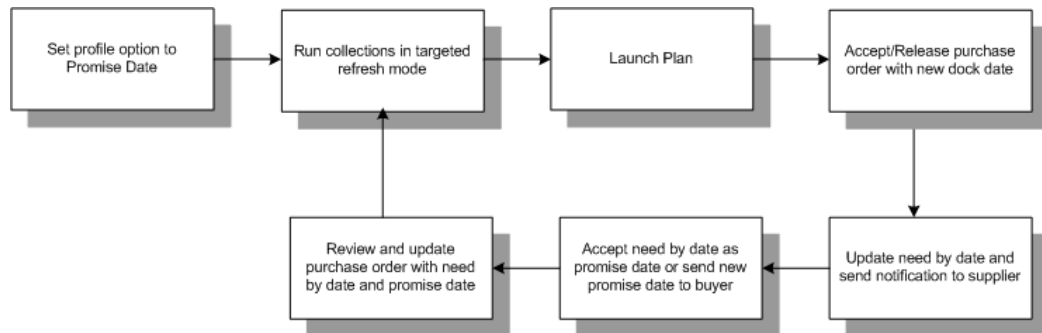 Set profile option to
Promise Date
Run collections in targeted
refresh mode
Launch Plan
Accept/Release purchase
order with new dock date
Review and update
purchase order with need
by date and promise date
Accept need by date as
promise date or send new
promise date to buyer
Update need by date and
send notification to supplier